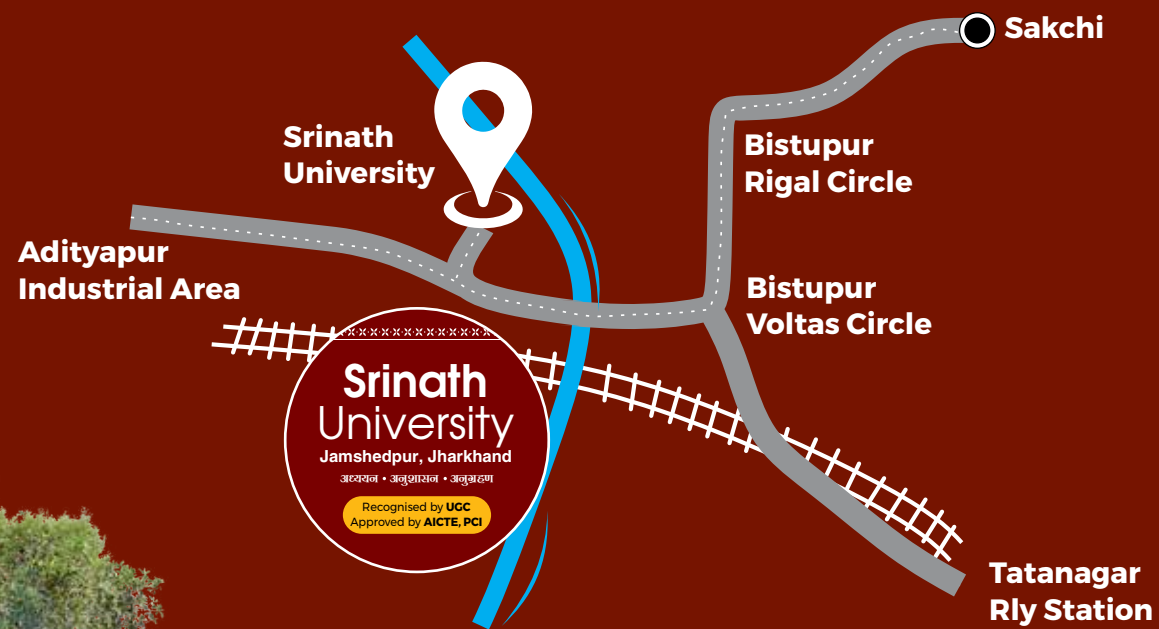 Sakchi
Srinath
University
Bistupur
Rigal Circle
Adityapur
Industrial Area
Bistupur
Voltas Circle
Srinath
University
Jamshedpur, Jharkhand
अध्ययन • अनुशासन • अनुग्रहण
Recognised by UGC
Approved by AICTE, PCI
Tatanagar
Rly Station